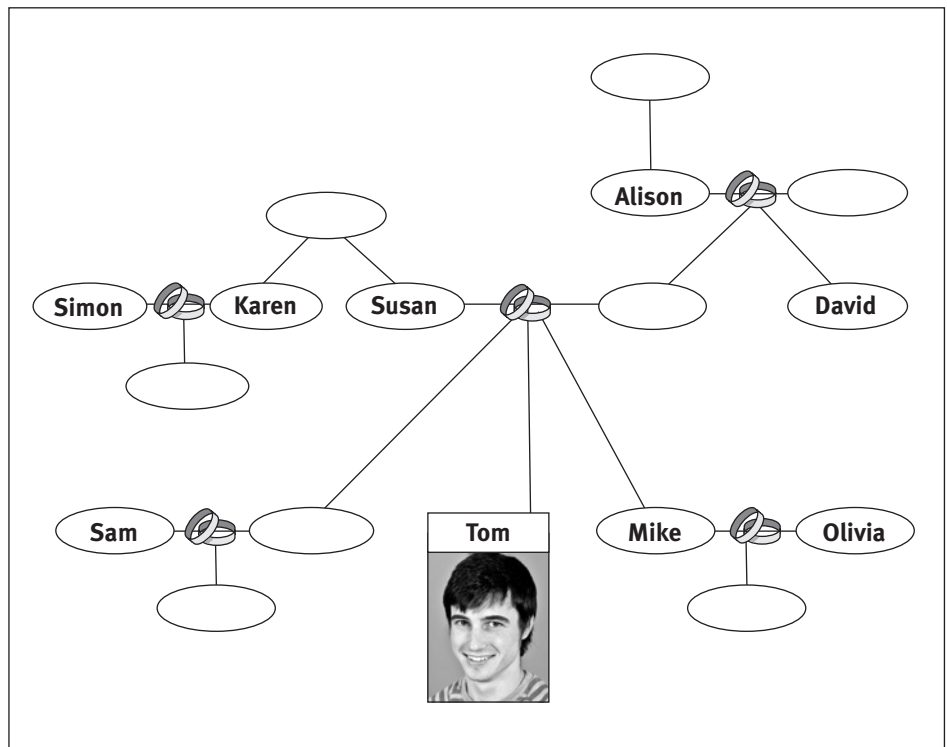 Alison
Simon
Karen
Susan
David
Sam
Tom
Mike
Olivia